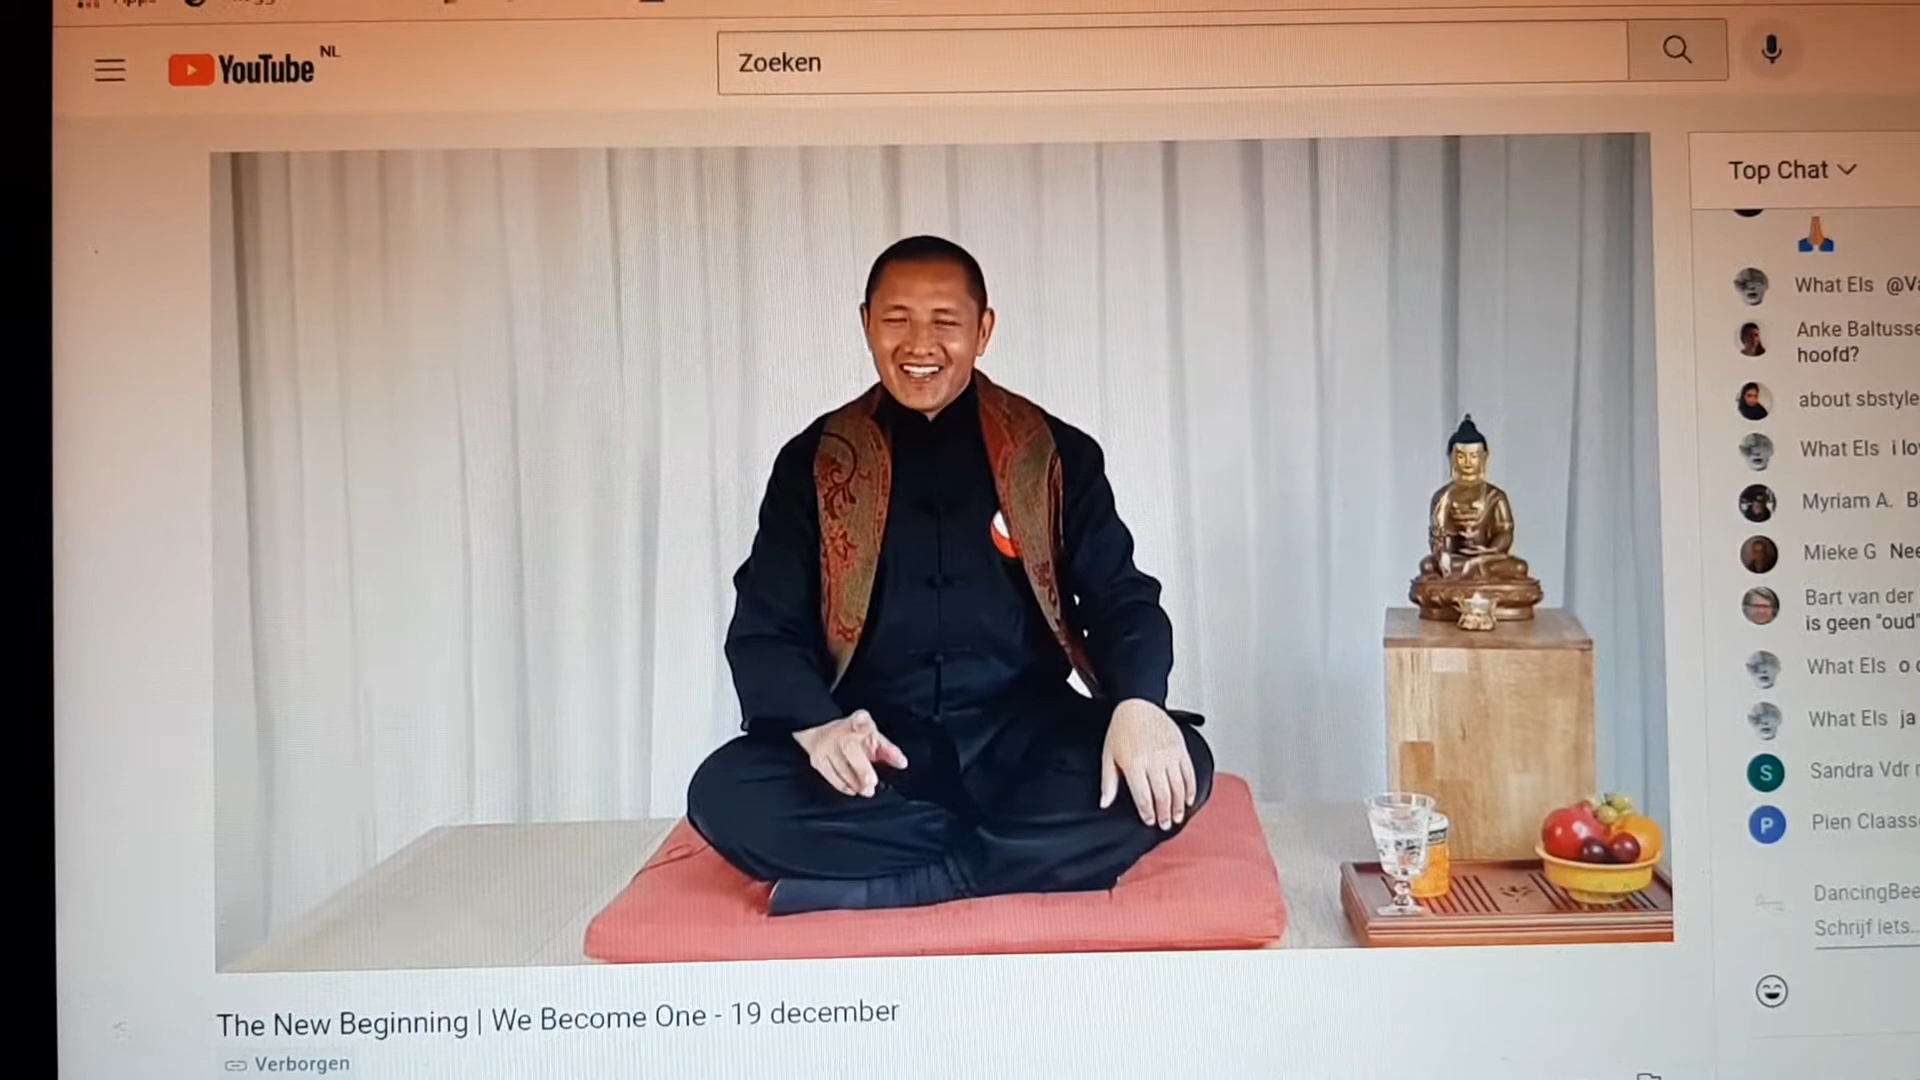 YouTube NL
Zoeken
Top Chat
What Els @Va
Anke Baltusse
hoofd?
about sbstyle
What Els i lo
Myriam A. B
Mieke G Nee
Bart van der
is geen "oud"
What Els o
What Els ja
S Sandra Vdr
P Pien Claass
DancingBee
Schrijf iets...
The New Beginning | We Become One - 19 december
Verborgen